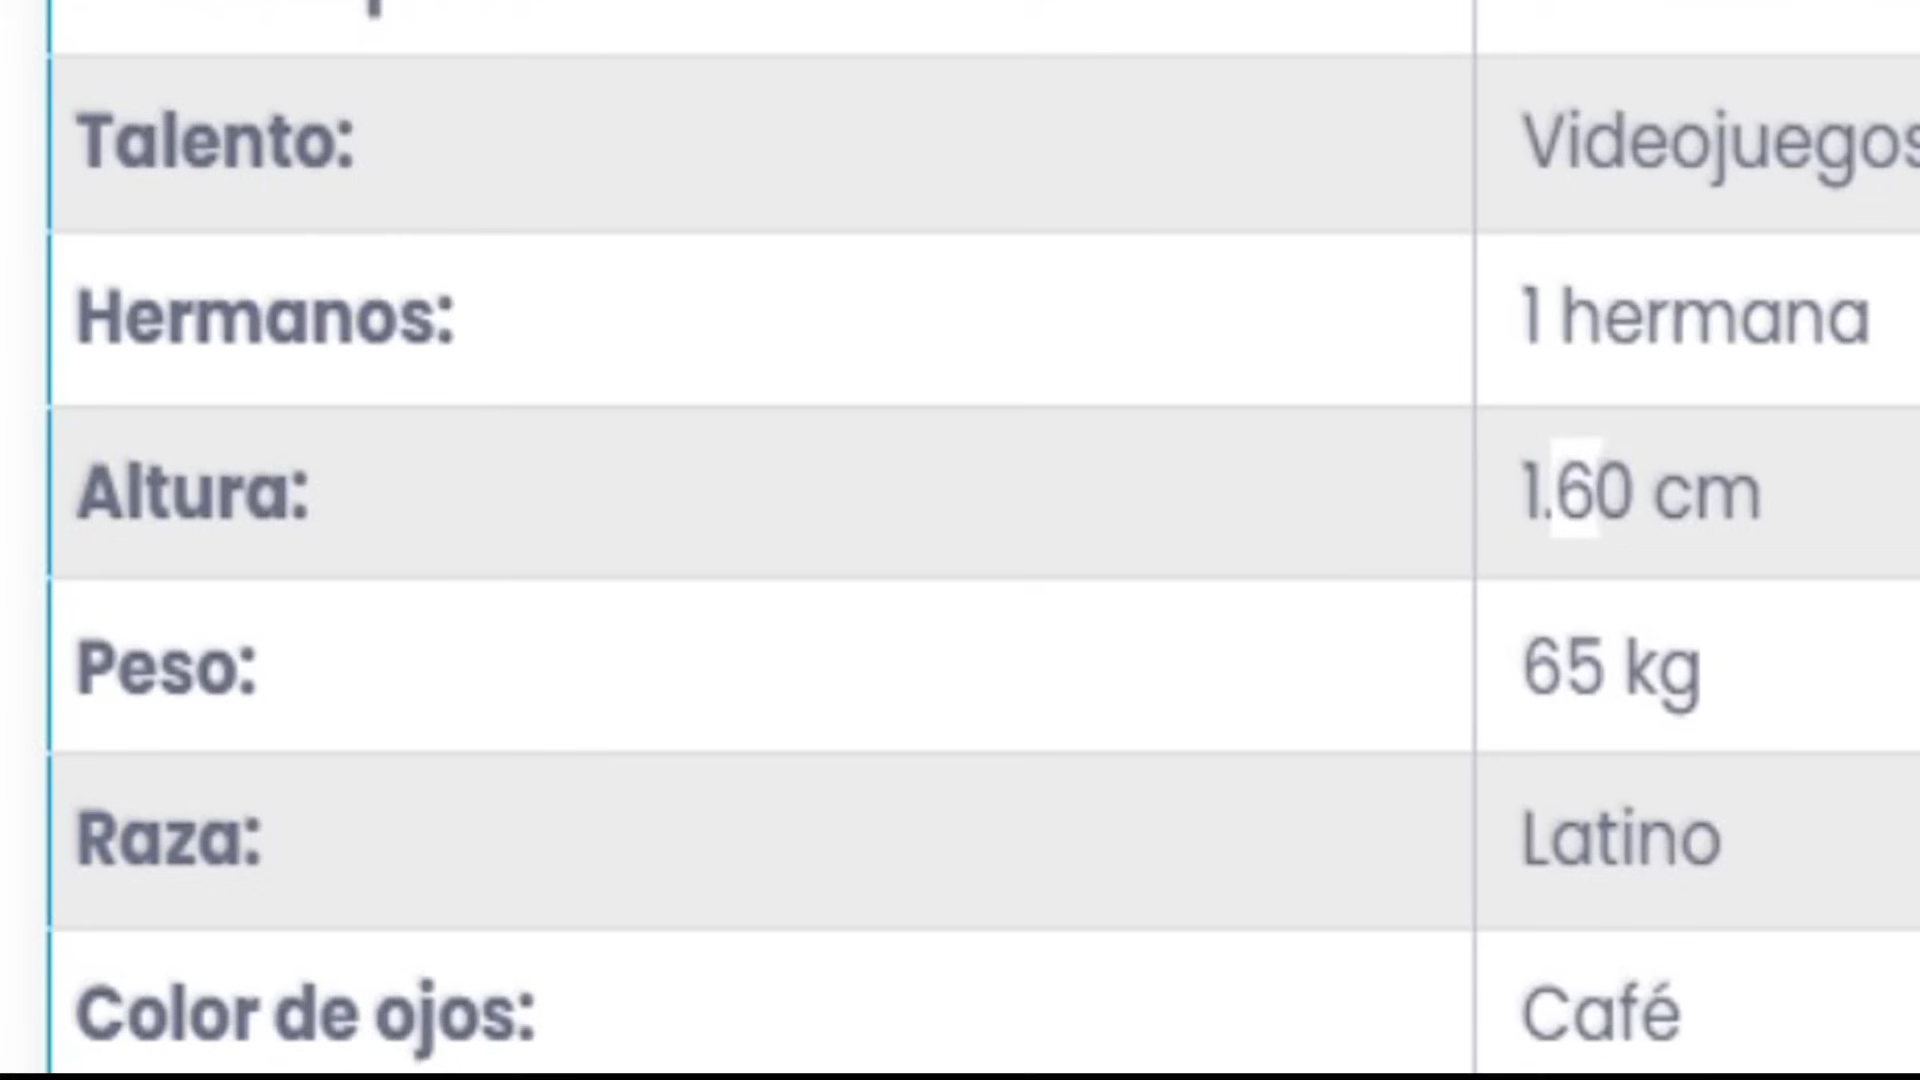 Talento: Videojuegos
Hermanos: 1 hermana
Altura: 1.60 cm
Peso: 65 kg
Raza: Latino
Color de ojos: Café